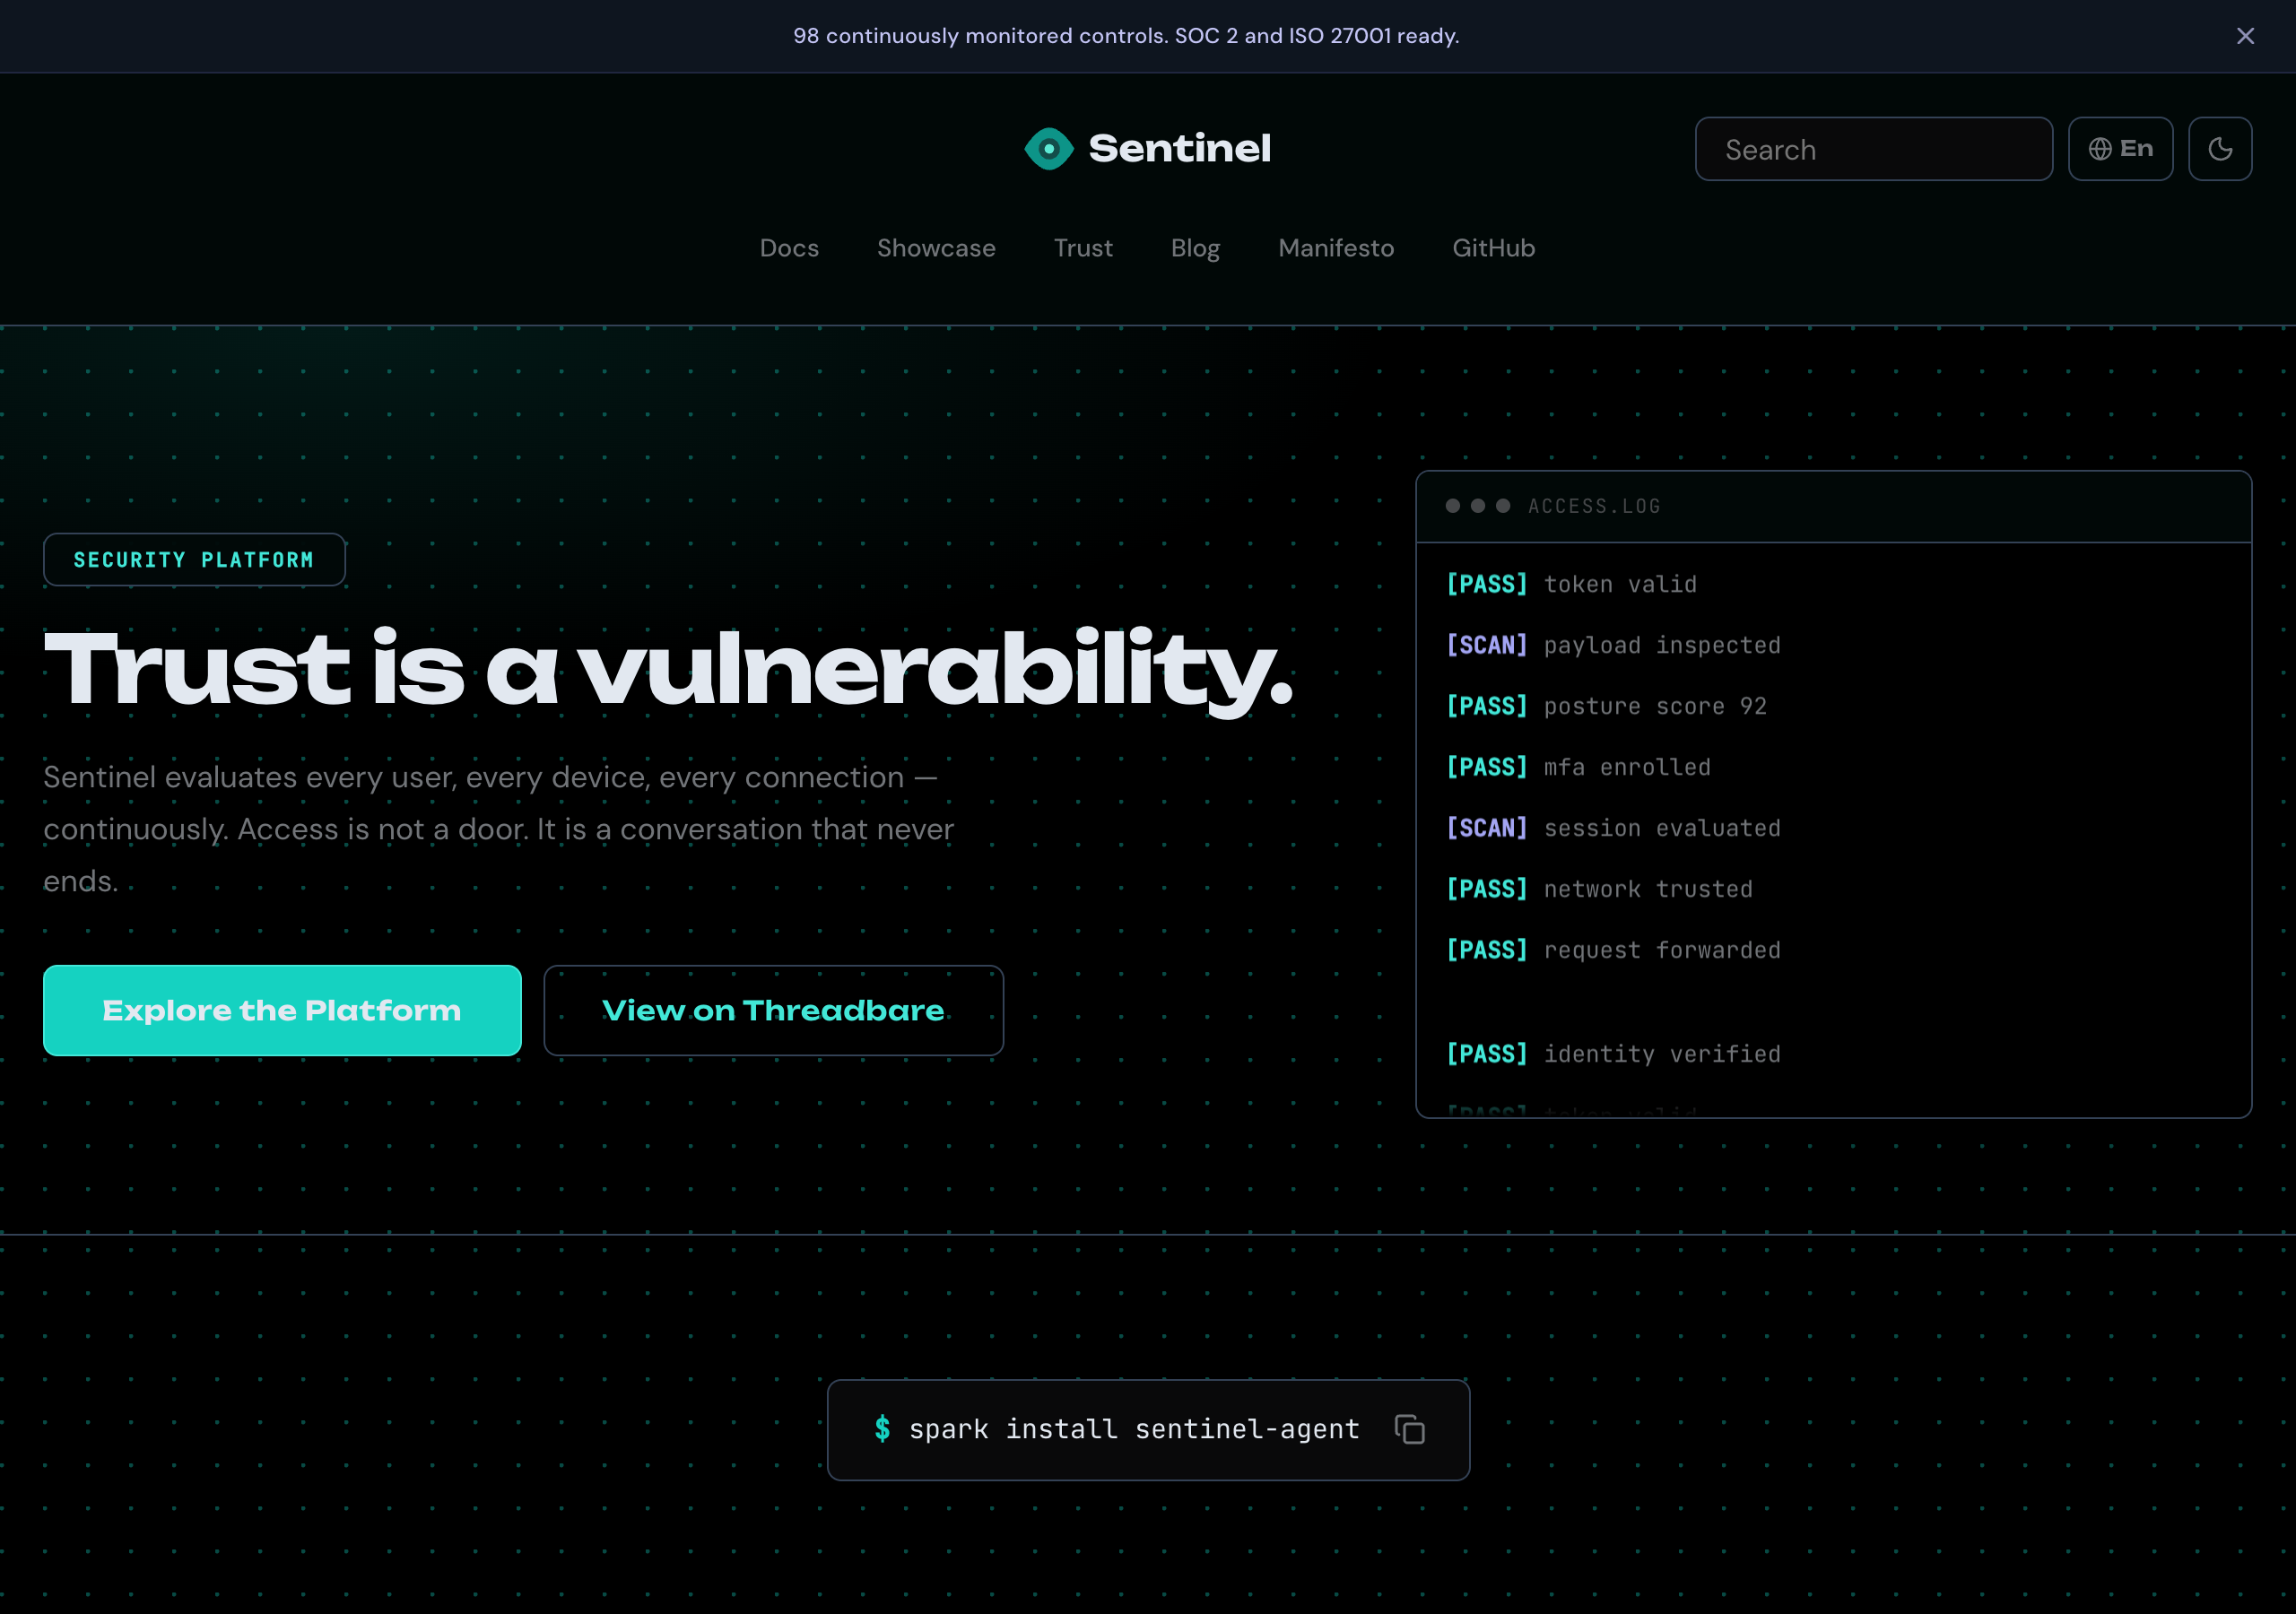 98 continuously monitored controls. SOC 2 and ISO 27001 ready.
Sentinel
Search
En
Docs
Showcase
Trust
Blog
Manifesto
GitHub
SECURITY PLATFORM
Trust is a vulnerability.
Sentinel evaluates every user, every device, every connection —
continuously. Access is not a door. It is a conversation that never
ends.
Explore the Platform
View on Threadbare
ACCESS.LOG
[PASS] token valid
[SCAN] payload inspected
[PASS] posture score 92
[PASS] mfa enrolled
[SCAN] session evaluated
[PASS] network trusted
[PASS] request forwarded
[PASS] identity verified
[PASS] token valid
$ spark install sentinel-agent